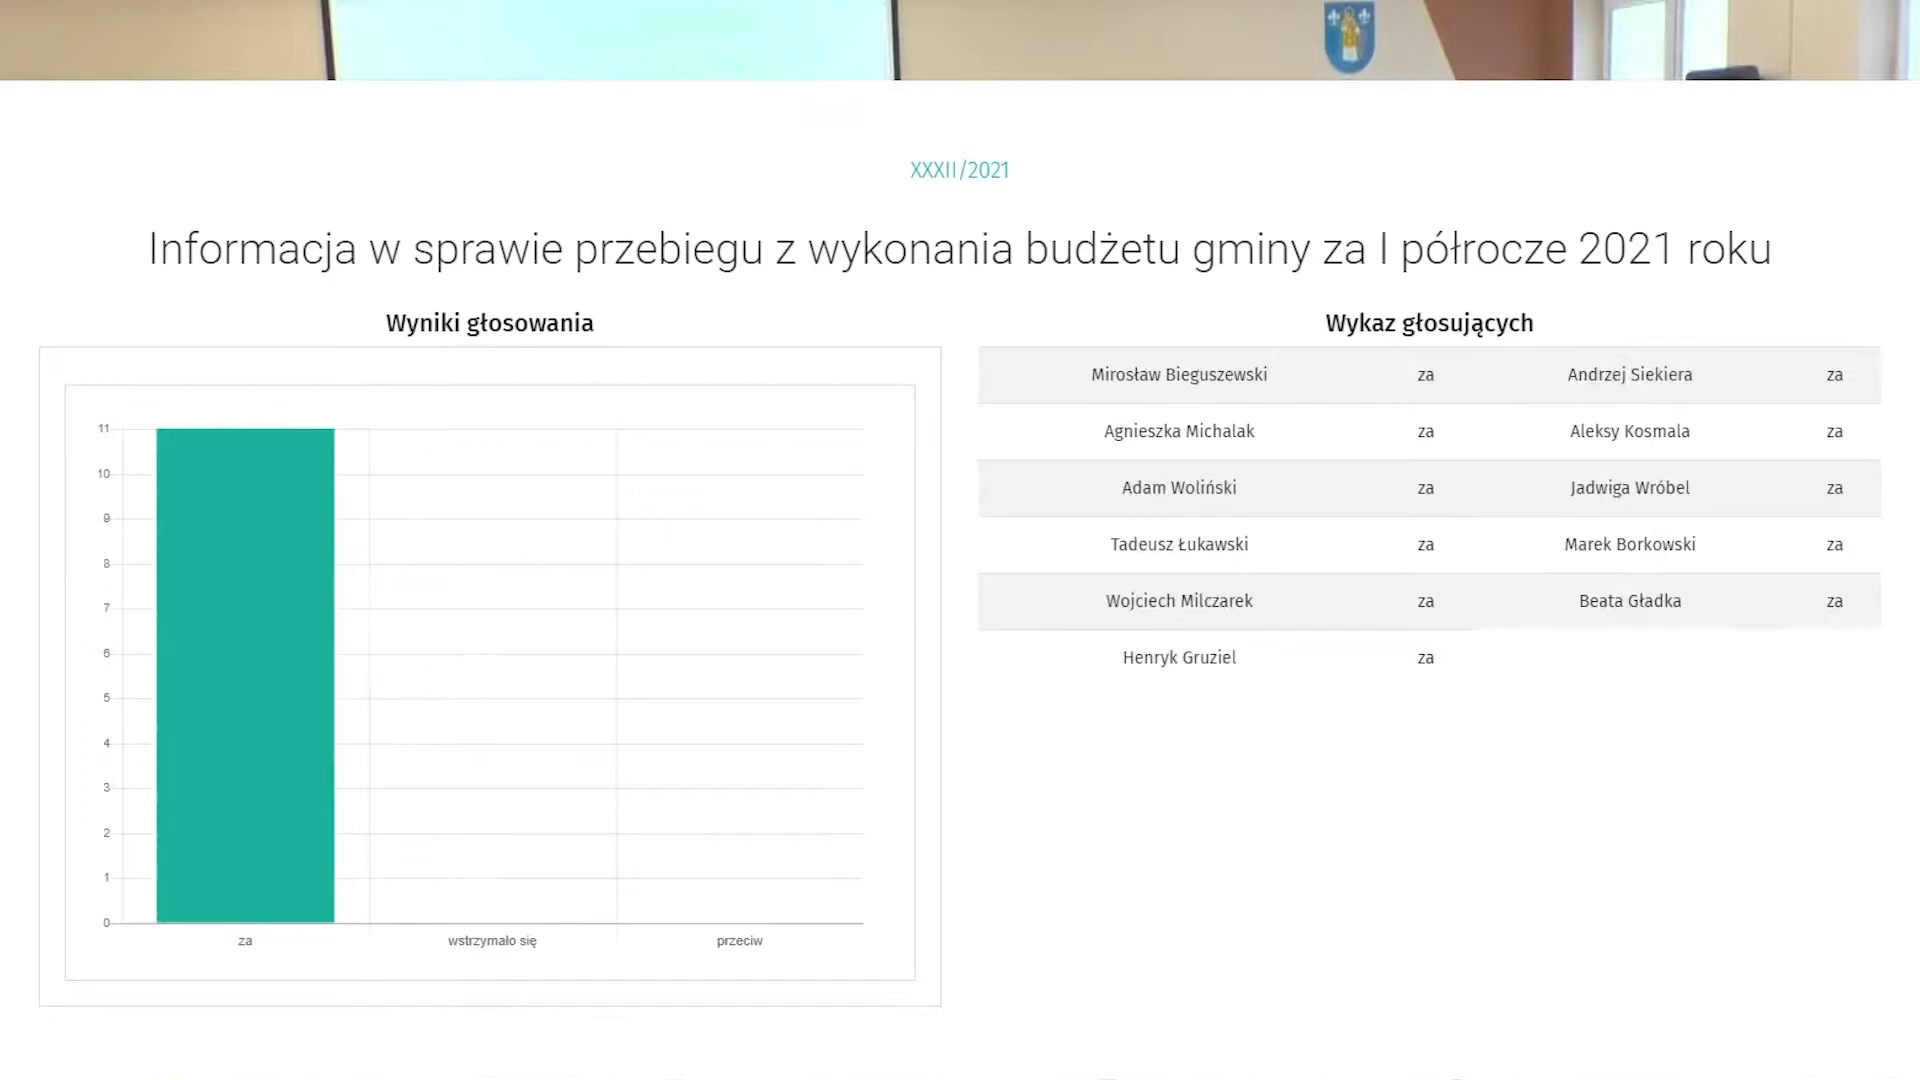 XXXII/2021
Informacja w sprawie przebiegu z wykonania budżetu gminy za I półrocze 2021 roku
Wyniki głosowania
11
10
9
8
7
6
5
4
3
2
1
0
za wstrzymało się przeciw
Wykaz głosujących
Mirosław Bieguszewski za Andrzej Siekiera za
Agnieszka Michalak za Aleksy Kosmala za
Adam Woliński za Jadwiga Wróbel za
Tadeusz Łukawski za Marek Borkowski za
Wojciech Milczarek za Beata Gładka za
Henryk Gruziel za